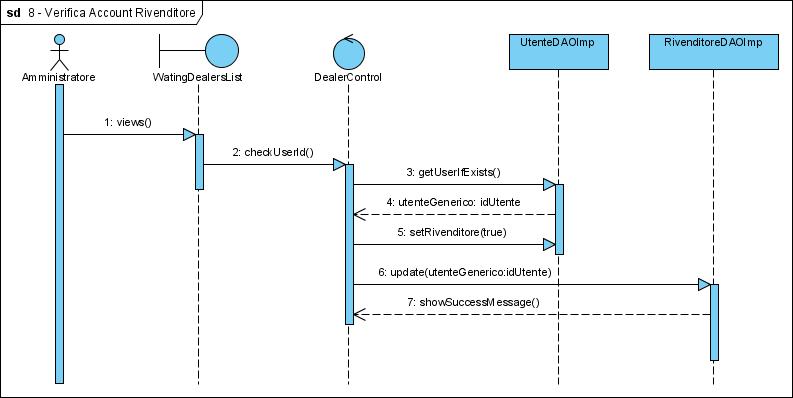 sd 8 - Verifica Account Rivenditore
Amministratore
WatingDealersList
DealerControl
UtenteDAOImp
RivenditoreDAOImp
1: views()
2: checkUserId()
3: getUserIfExists()
4: utenteGenerico: idUtente
5: setRivenditore(true)
6: update(utenteGenerico:idUtente)
7: showSuccessMessage()